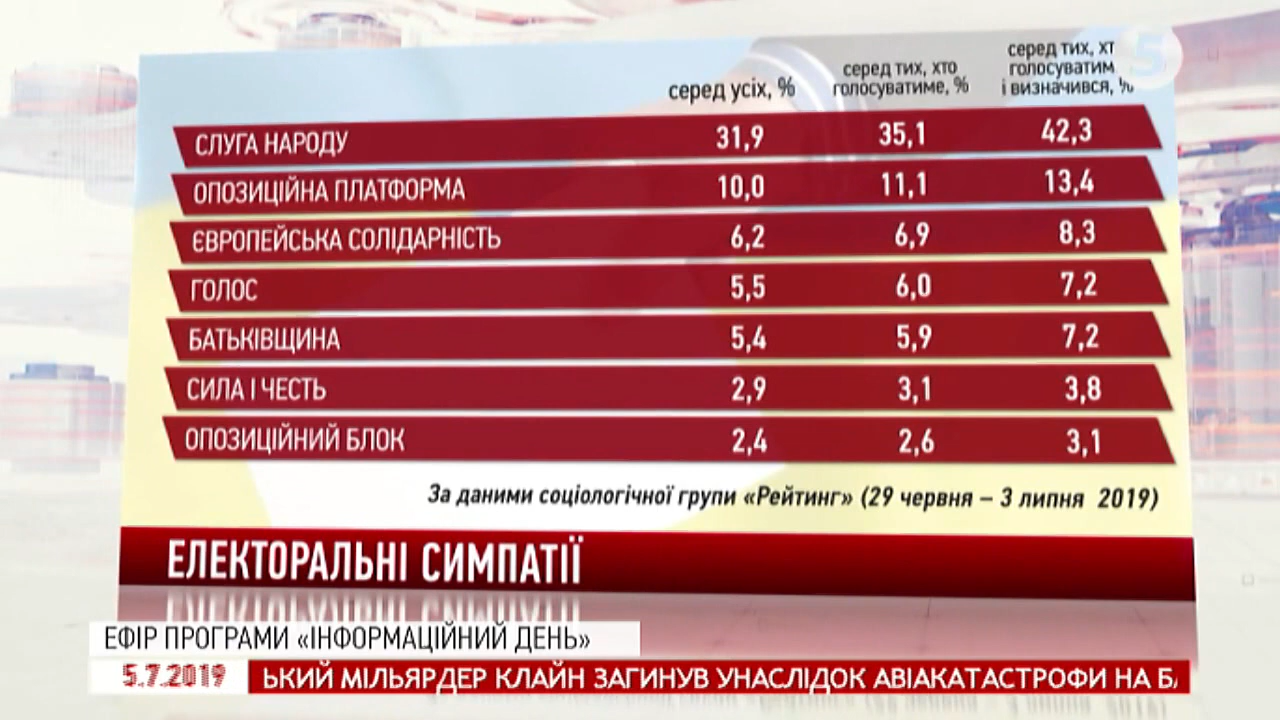 5
серед усіх, %
серед тих, хто
голосуватиме, %
серед тих, хт
голосуватим
і визначився, %
СЛУГА НАРОДУ 31,9 35,1 42,3
ОПОЗИЦІЙНА ПЛАТФОРМА 10,0 11,1 13,4
ЄВРОПЕЙСЬКА СОЛІДАРНІСТЬ 6,2 6,9 8,3
ГОЛОС 5,5 6,0 7,2
БАТЬКІВЩИНА 5,4 5,9 7,2
СИЛА І ЧЕСТЬ 2,9 3,1 3,8
ОПОЗИЦІЙНИЙ БЛОК 2,4 2,6 3,1
За даними соціологічної групи «Рейтинг» (29 червня – 3 липня 2019)
ЕЛЕКТОРАЛЬНІ СИМПАТІЇ
ЕФІР ПРОГРАМИ «ІНФОРМАЦІЙНИЙ ДЕНЬ»
5.7.2019 ЬКИЙ МІЛЬЯРДЕР КЛАЙН ЗАГИНУВ УНАСЛІДОК АВІАКАТАСТРОФИ НА БА